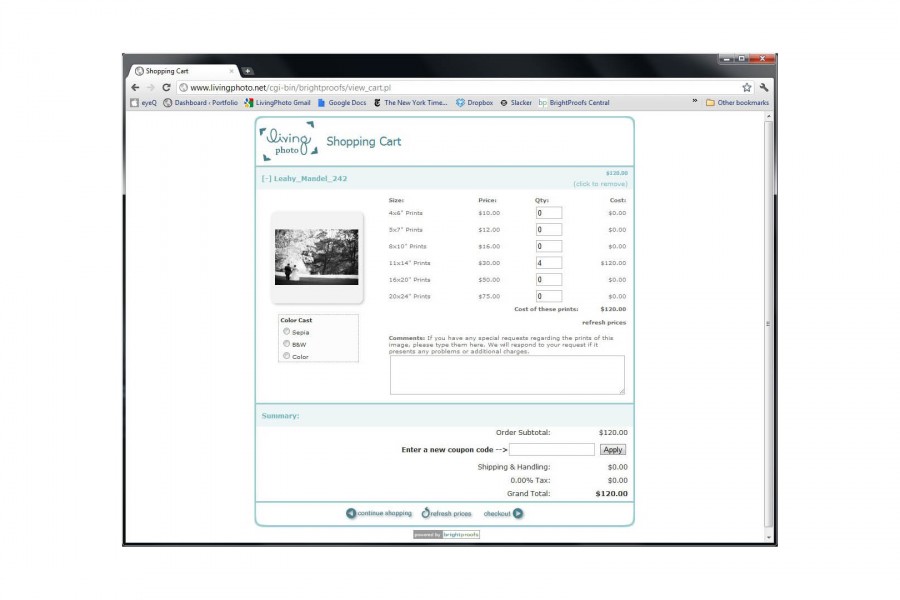 Shopping Cart
www.livingphoto.net/cgi-bin/brightproofs/view_cart.pl
eyeQ Dashboard ‹ Portfolio LivingPhoto Gmail Google Docs The New York Time... Dropbox Slacker bp BrightProofs Central » Other bookmarks
living photo Shopping Cart
[-] Leahy_Mandel_242 $120.00
(click to remove)
Size: Price: Qty: Cost:
4x6" Prints $10.00 0 $0.00
5x7" Prints $12.00 0 $0.00
8x10" Prints $16.00 0 $0.00
11x14" Prints $30.00 4 $120.00
16x20" Prints $50.00 0 $0.00
20x24" Prints $75.00 0 $0.00
Cost of these prints: $120.00
refresh prices
Color Cast
Sepia
B&W
Color
Comments: If you have any special requests regarding the prints of this
image, please type them here. We will respond to your request if it
presents any problems or additional charges.
Summary:
Order Subtotal: $120.00
Enter a new coupon code --> Apply
Shipping & Handling: $0.00
0.00% Tax: $0.00
Grand Total: $120.00
continue shopping refresh prices checkout
powered by brightproofs